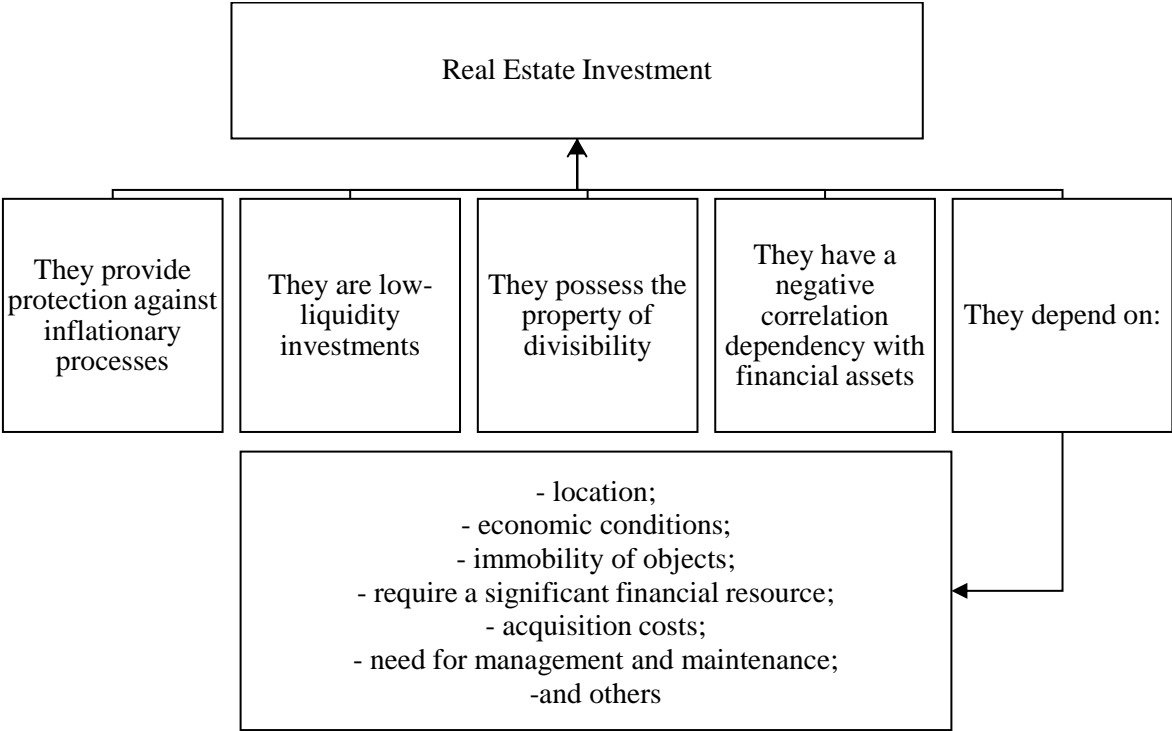 Real Estate Investment
They provide
protection against
inflationary
processes
They are low-
liquidity
investments
They possess the
property of
divisibility
They have a
negative
correlation
dependency with
financial assets
They depend on:
- location;
- economic conditions;
- immobility of objects;
- require a significant financial resource;
- acquisition costs;
- need for management and maintenance;
-and others